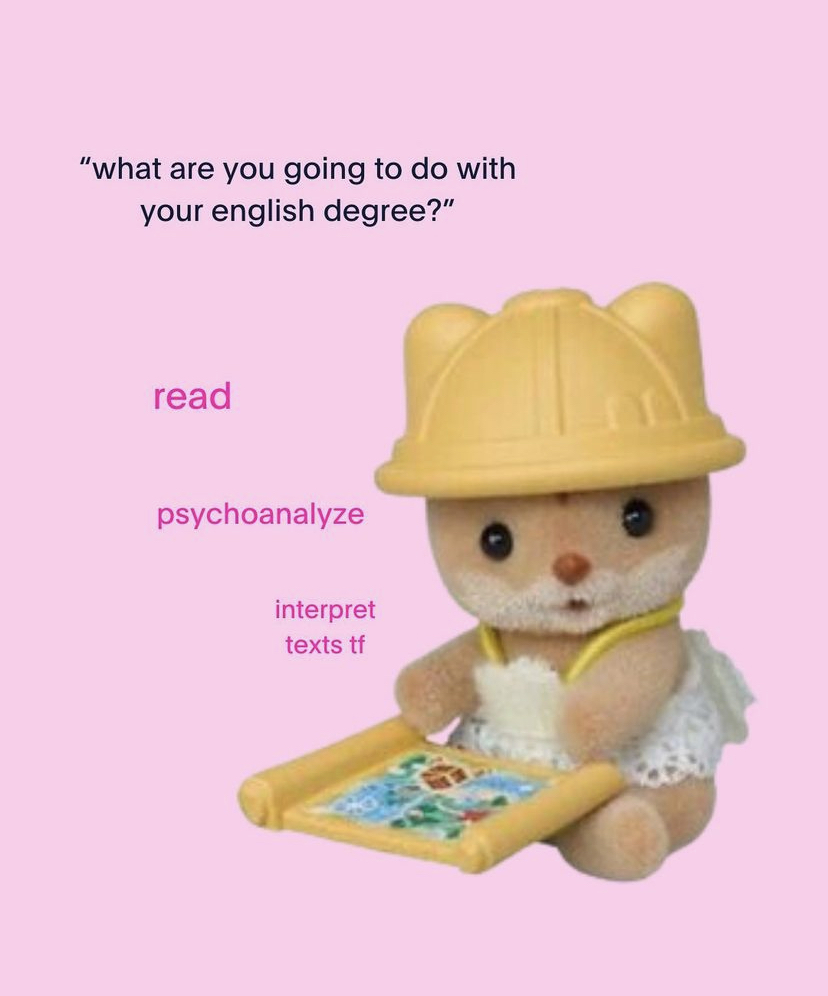 “what are you going to do with
your english degree?”
read
psychoanalyze
interpret
texts tf